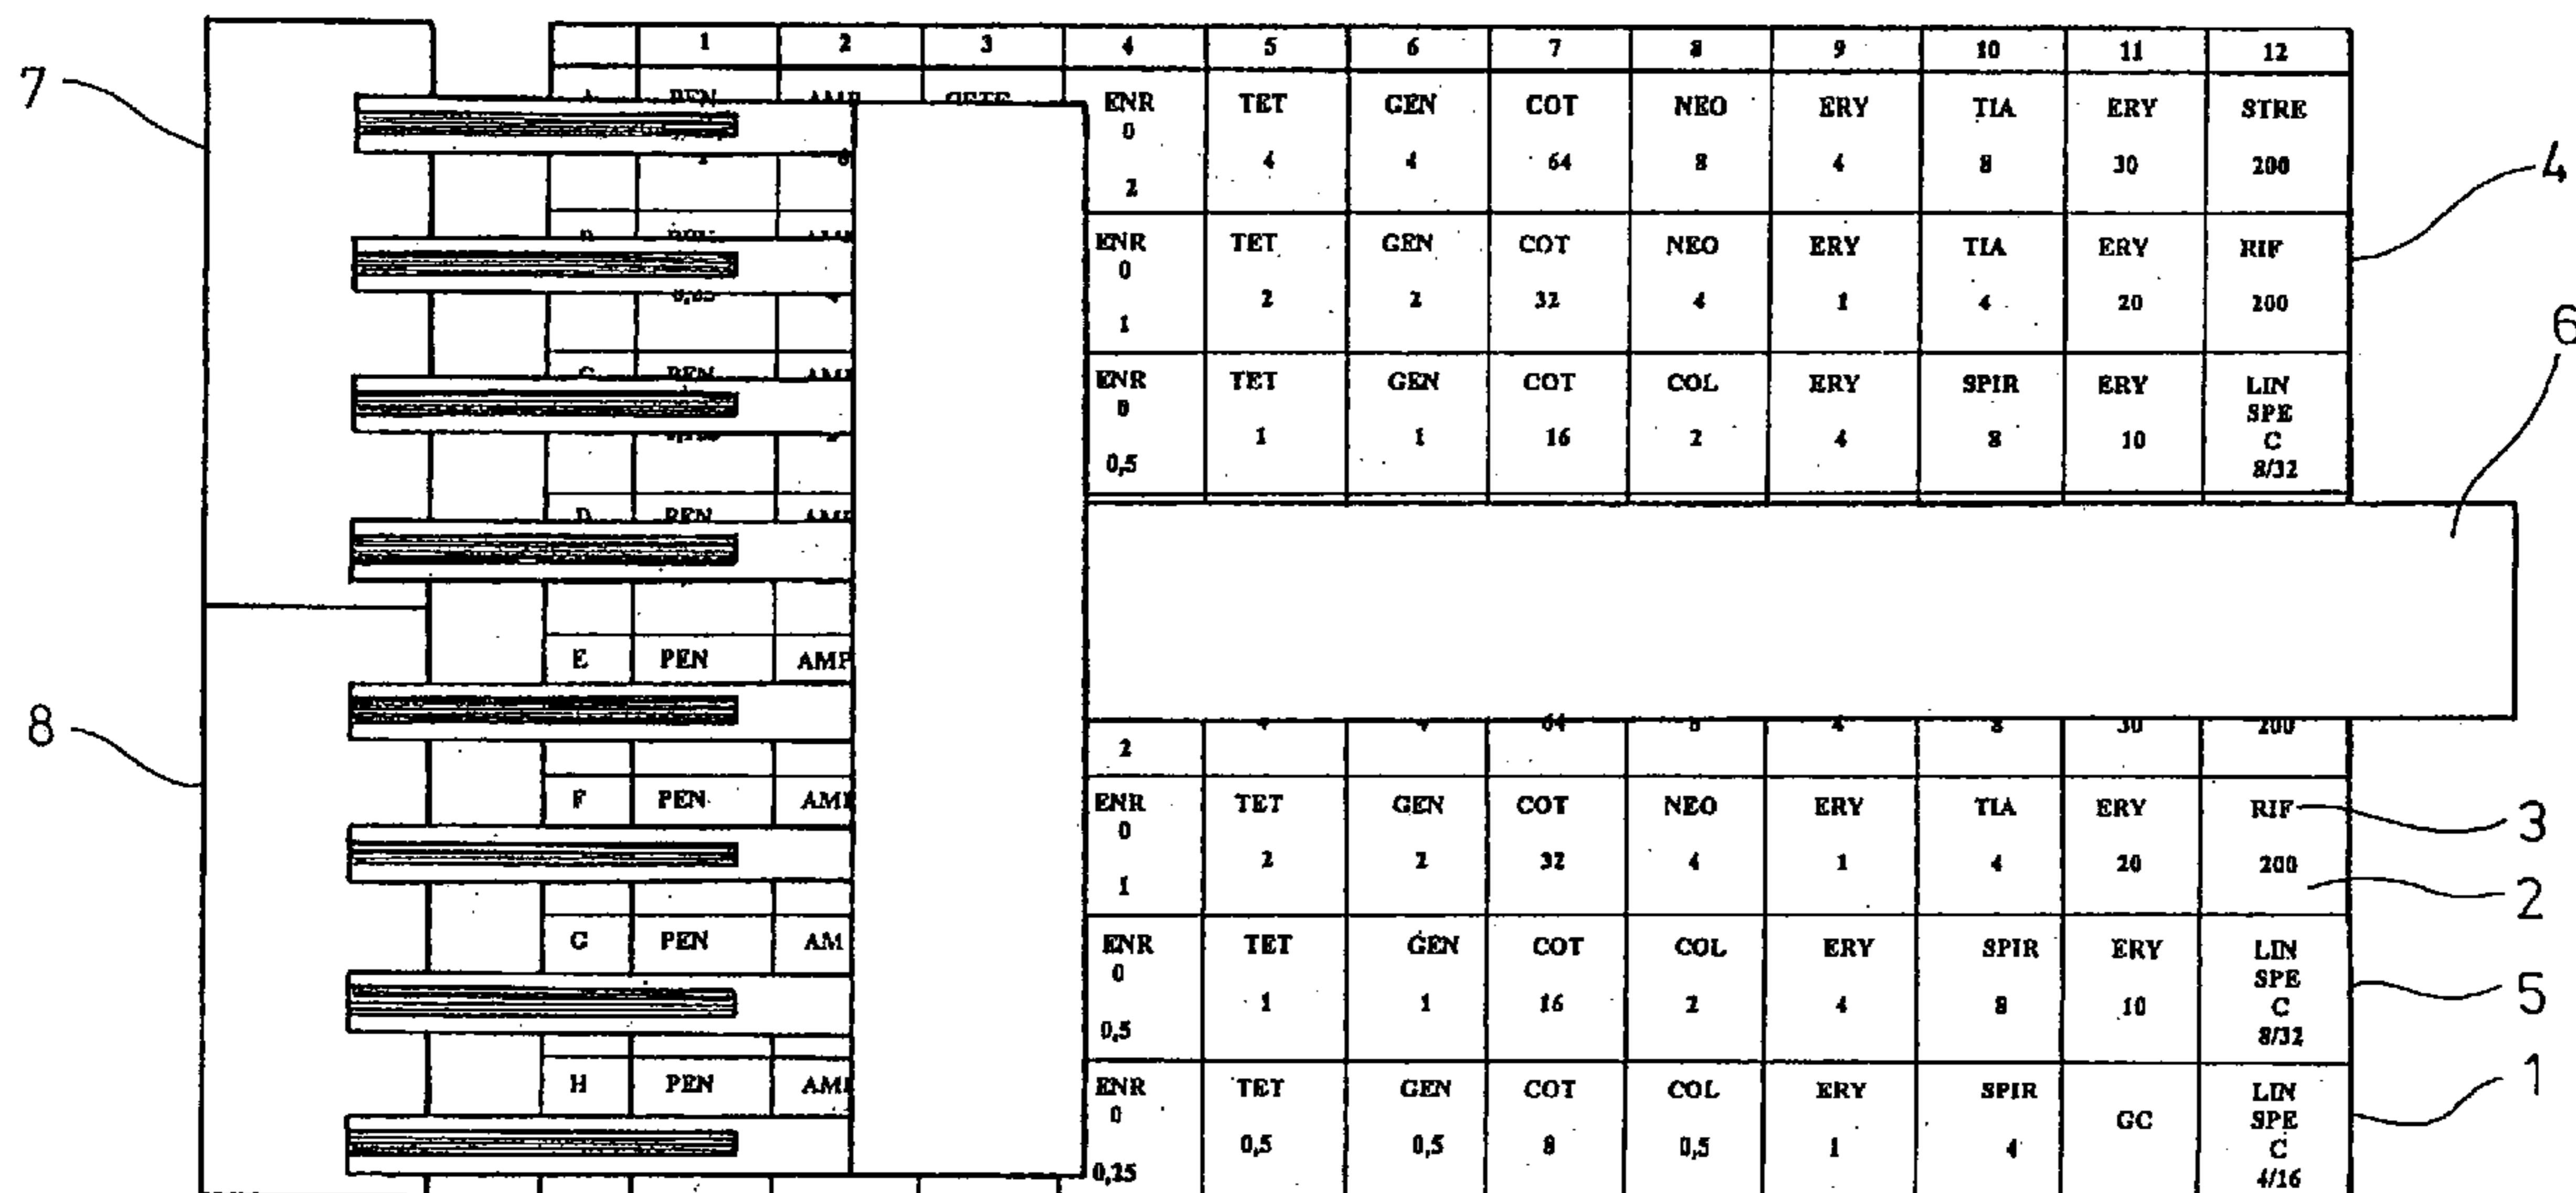 1 2 3 4 5 6 7 8 9 10 11 12
7
ENR TET GEN COT NEO ERY TIA ERY STRE
0
4 4 64 8 4 8 30 200
2
4
ENR TET GEN COT NEO ERY TIA ERY RIF
0
2 2 32 4 1 4 20 200
1
6
ENR TET GEN COT COL ERY SPIR ERY LIN
0 SPE
1 1 16 2 4 8 10 C
0,5 8/32
D PEN
E PEN AMP
8
2
F PEN ENR TET GEN COT NEO ERY TIA ERY RIF 3
0
2 2 32 4 1 4 20 200
1 2
G PEN AM ENR TET GEN COT COL ERY SPIR ERY LIN
0 SPE 5
1 1 16 2 4 8 10 C
0,5 8/32
H PEN ENR TET GEN COT COL ERY SPIR GC LIN 1
0 SPE
0,5 0,5 8 0,5 1 4 C
0,25 4/16